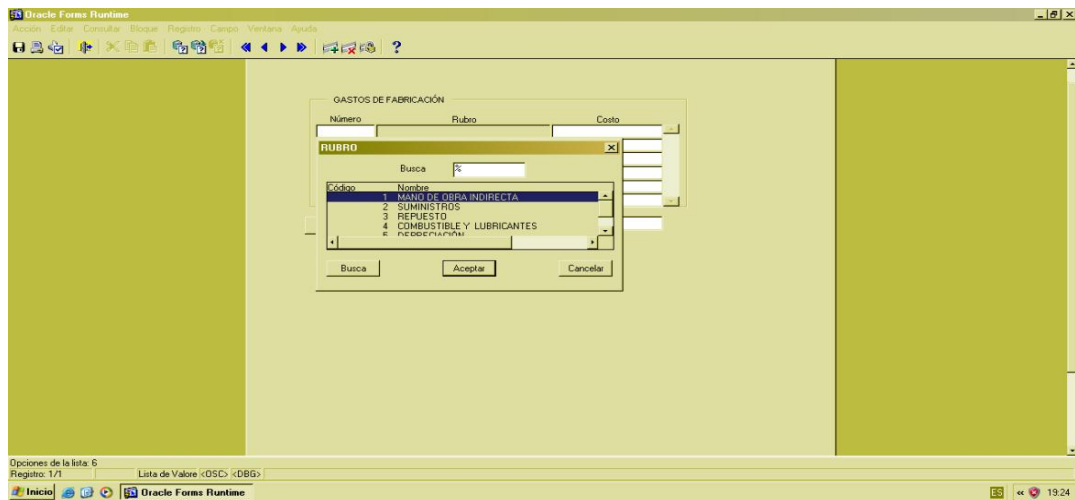 Oracle Forms Runtime
Acción Editar Consultar Bloque Registro Campo Ventana Ayuda
GASTOS DE FABRICACIÓN
Número Rubro Costo
RUBRO
Busca %
Código Nombre
1 MANO DE OBRA INDIRECTA
2 SUMINISTROS
3 REPUESTO
4 COMBUSTIBLE Y LUBRICANTES
5 DEPRECIACIÓN
Busca Aceptar Cancelar
Opciones de la lista: 6
Registro: 1/1 Lista de Valore <OSC> <DBG>
Inicio Oracle Forms Runtime ES 19:24